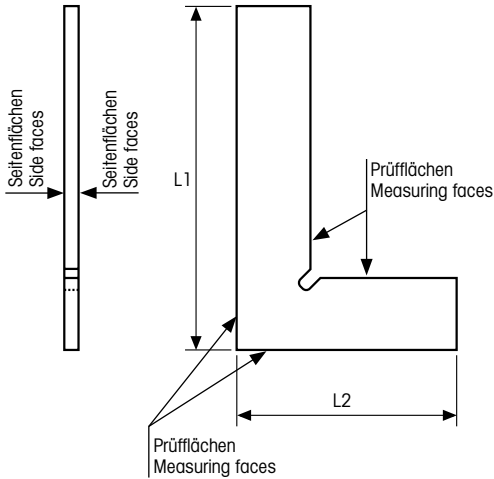 Seitenflächen
Side faces
Seitenflächen
Side faces
L1
Prüfflächen
Measuring faces
L2
Prüfflächen
Measuring faces